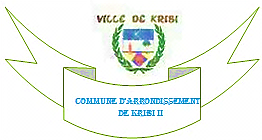 VILLE DE KRIBI
COMMUNE D'ARRONDISSEMENT
DE KRIBI II